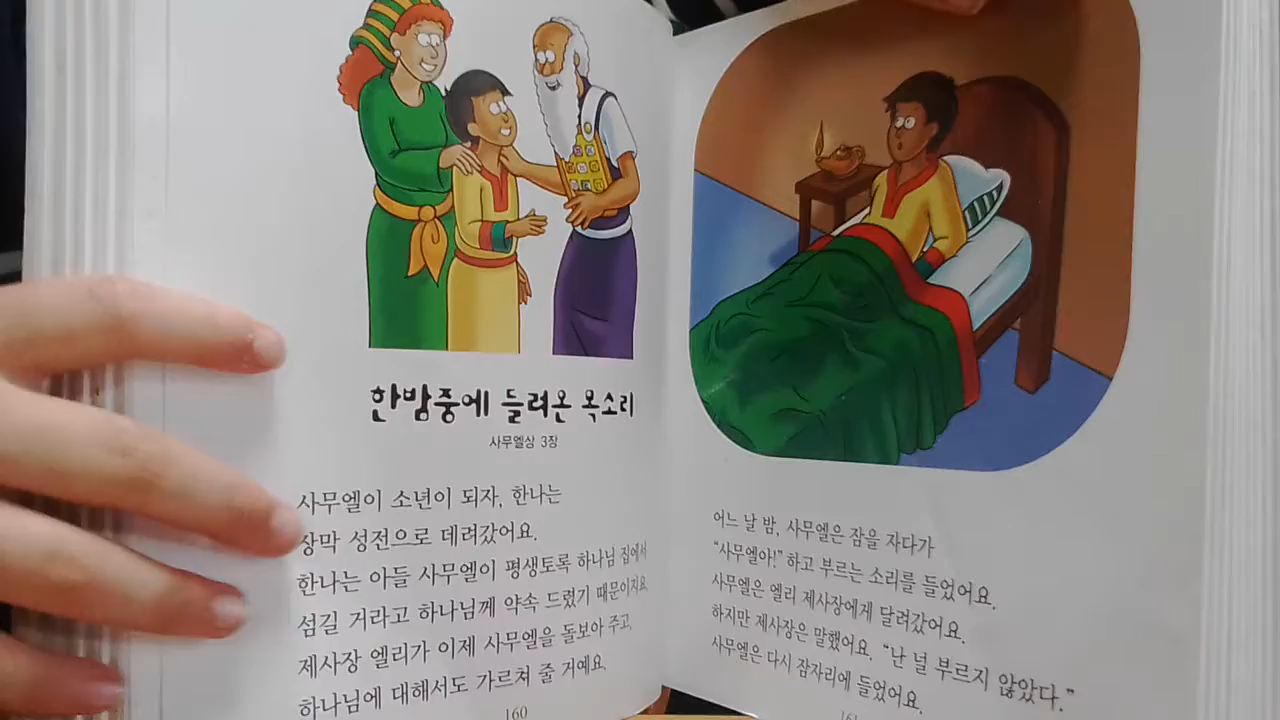 한밤중에 들려온 목소리
사무엘상 3장
사무엘이 소년이 되자, 한나는
장막 성전으로 데려갔어요.
한나는 아들 사무엘이 평생토록 하나님 집에서
섬길 거라고 하나님께 약속 드렸기 때문이지요.
제사장 엘리가 이제 사무엘을 돌보아 주고,
하나님에 대해서도 가르쳐 줄 거예요.
160
어느 날 밤, 사무엘은 잠을 자다가
“사무엘아!” 하고 부르는 소리를 들었어요.
사무엘은 엘리 제사장에게 달려갔어요.
하지만 제사장은 말했어요. “난 널 부르지 않았다.”
사무엘은 다시 잠자리에 들었어요.